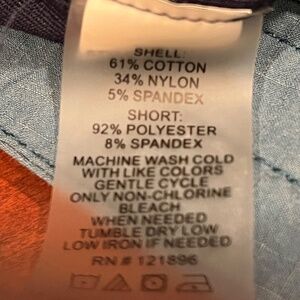 SHELL:
61% COTTON
34% NYLON
5% SPANDEX
SHORT:
92% POLYESTER
8% SPANDEX
MACHINE WASH COLD
WITH LIKE COLORS
GENTLE CYCLE
ONLY NON-CHLORINE
BLEACH
WHEN NEEDED
TUMBLE DRY LOW
LOW IRON IF NEEDED
RN # 121896